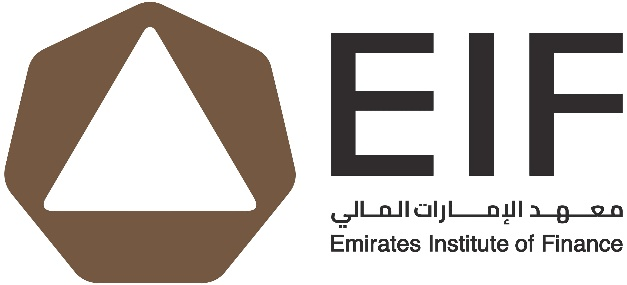 EIF
معهد الإمارات المالي
Emirates Institute of Finance